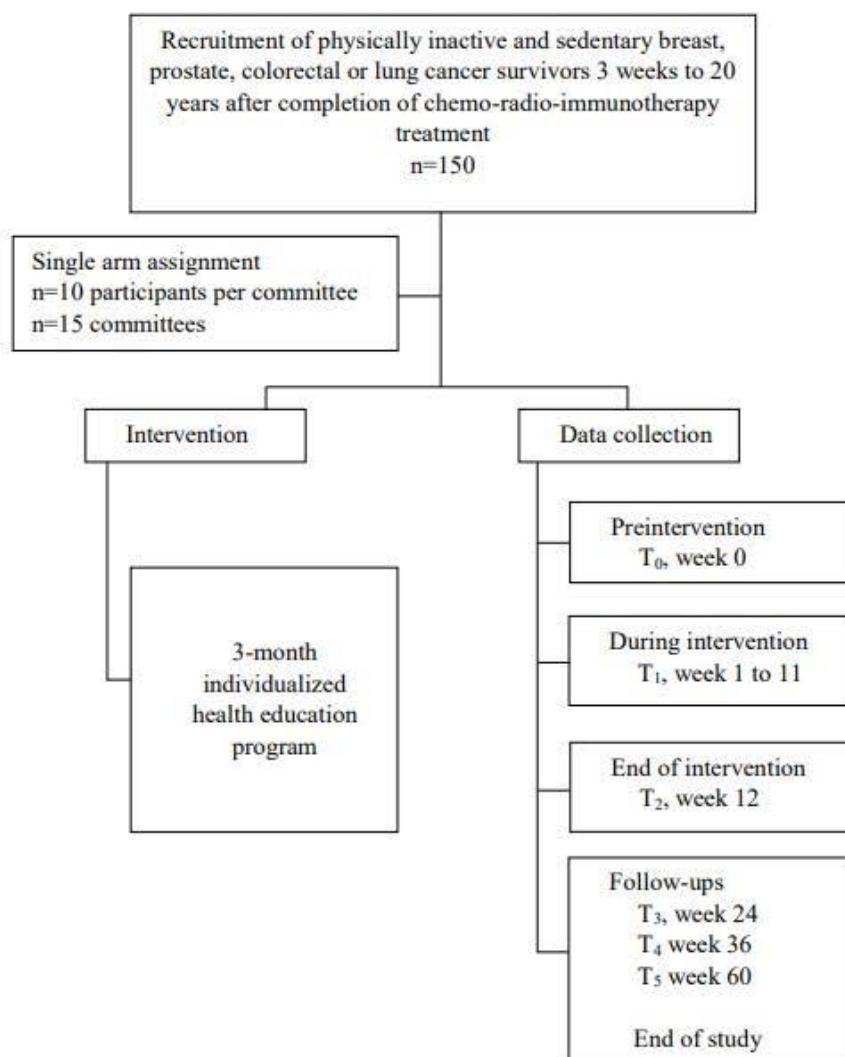 Recruitment of physically inactive and sedentary breast,
prostate, colorectal or lung cancer survivors 3 weeks to 20
years after completion of chemo-radio-immunotherapy
treatment
n=150
Single arm assignment
n=10 participants per committee
n=15 committees
Intervention
Data collection
3-month
individualized
health education
program
Preintervention
T₀, week 0
During intervention
T₁, week 1 to 11
End of intervention
T₂, week 12
Follow-ups
T₃, week 24
T₄ week 36
T₅ week 60
End of study